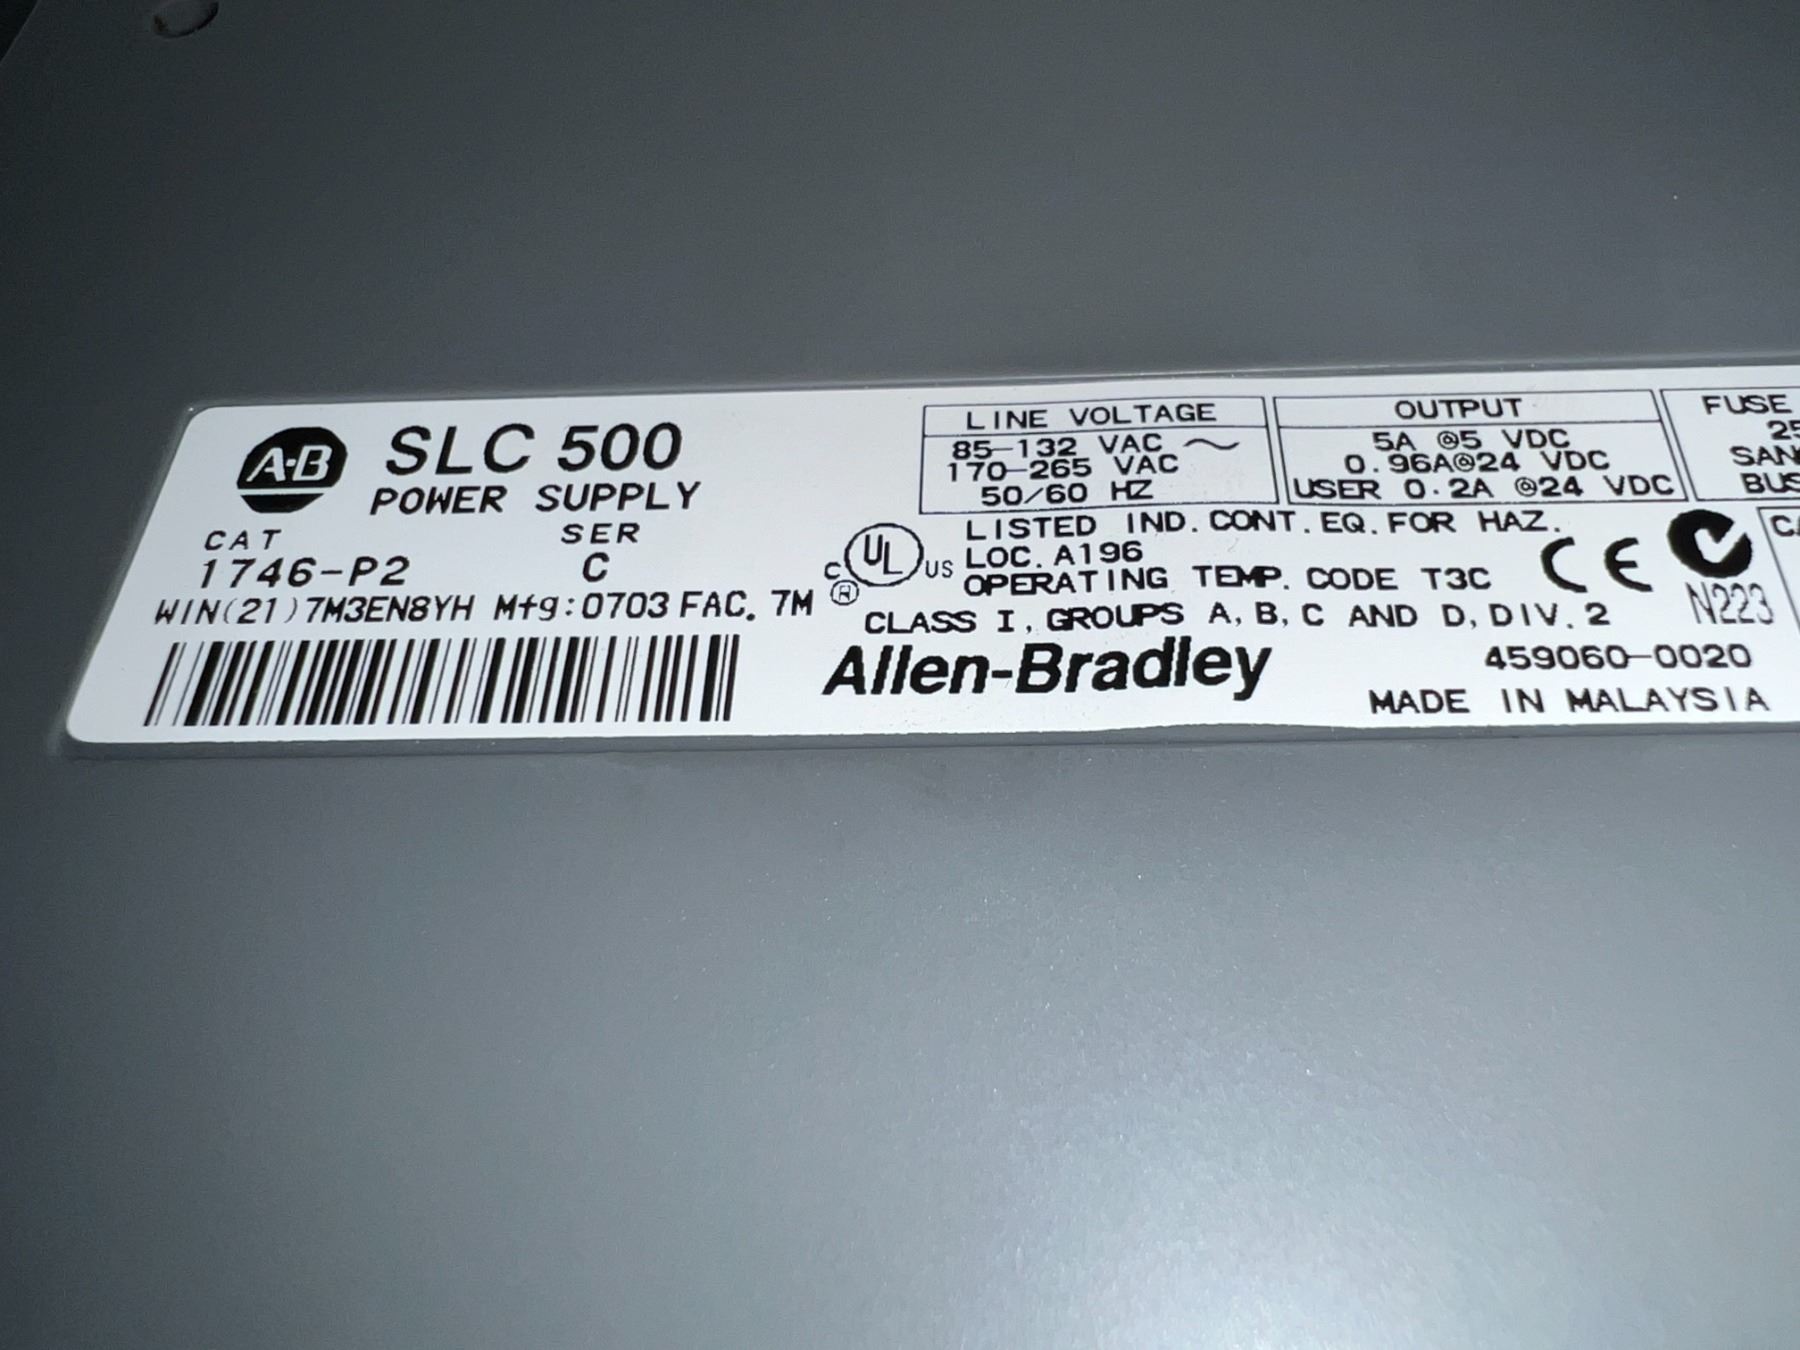 A-B
SLC 500
POWER SUPPLY
CAT SER
1746-P2 C
WIN(21)7M3EN8YH Mfg:0703 FAC. 7M
LINE VOLTAGE
85-132 VAC ~
170-265 VAC
50/60 HZ
OUTPUT
5A @5 VDC
0.96A@24 VDC
USER 0.2A @24 VDC
FUSE
C UL US ®
LISTED IND. CONT. EQ. FOR HAZ.
LOC. A196
OPERATING TEMP. CODE T3C
CLASS I, GROUPS A, B, C AND D, DIV. 2
CE
N223
Allen-Bradley
459060-0020
MADE IN MALAYSIA